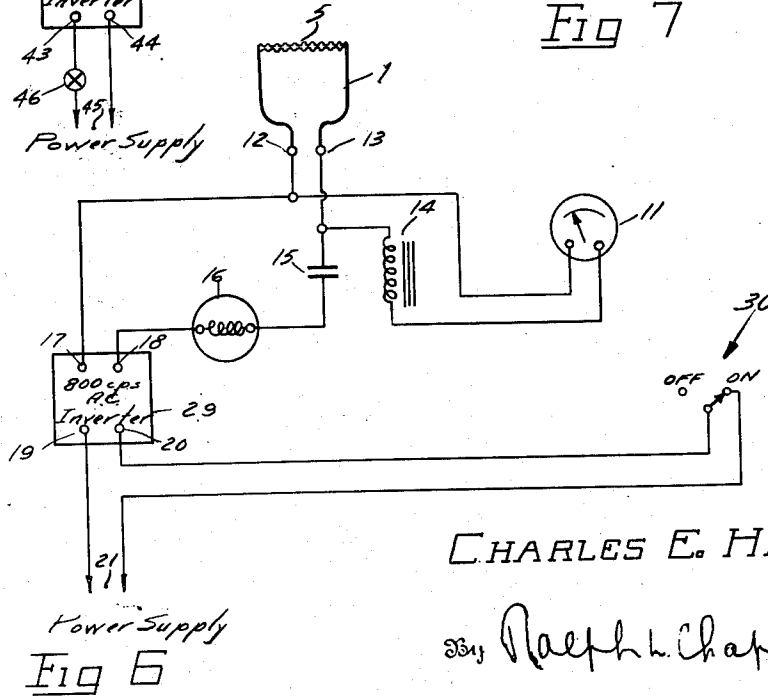 Inverter
43 44
46 45
Power Supply
Fig 7
5
1
12 13
14
11
15
16
17 18
800 cps
A.C.
Inverter 29
19 20
30
OFF ON
21
Power Supply
Fig 6
CHARLES E. HA
By Ralph L. Chap